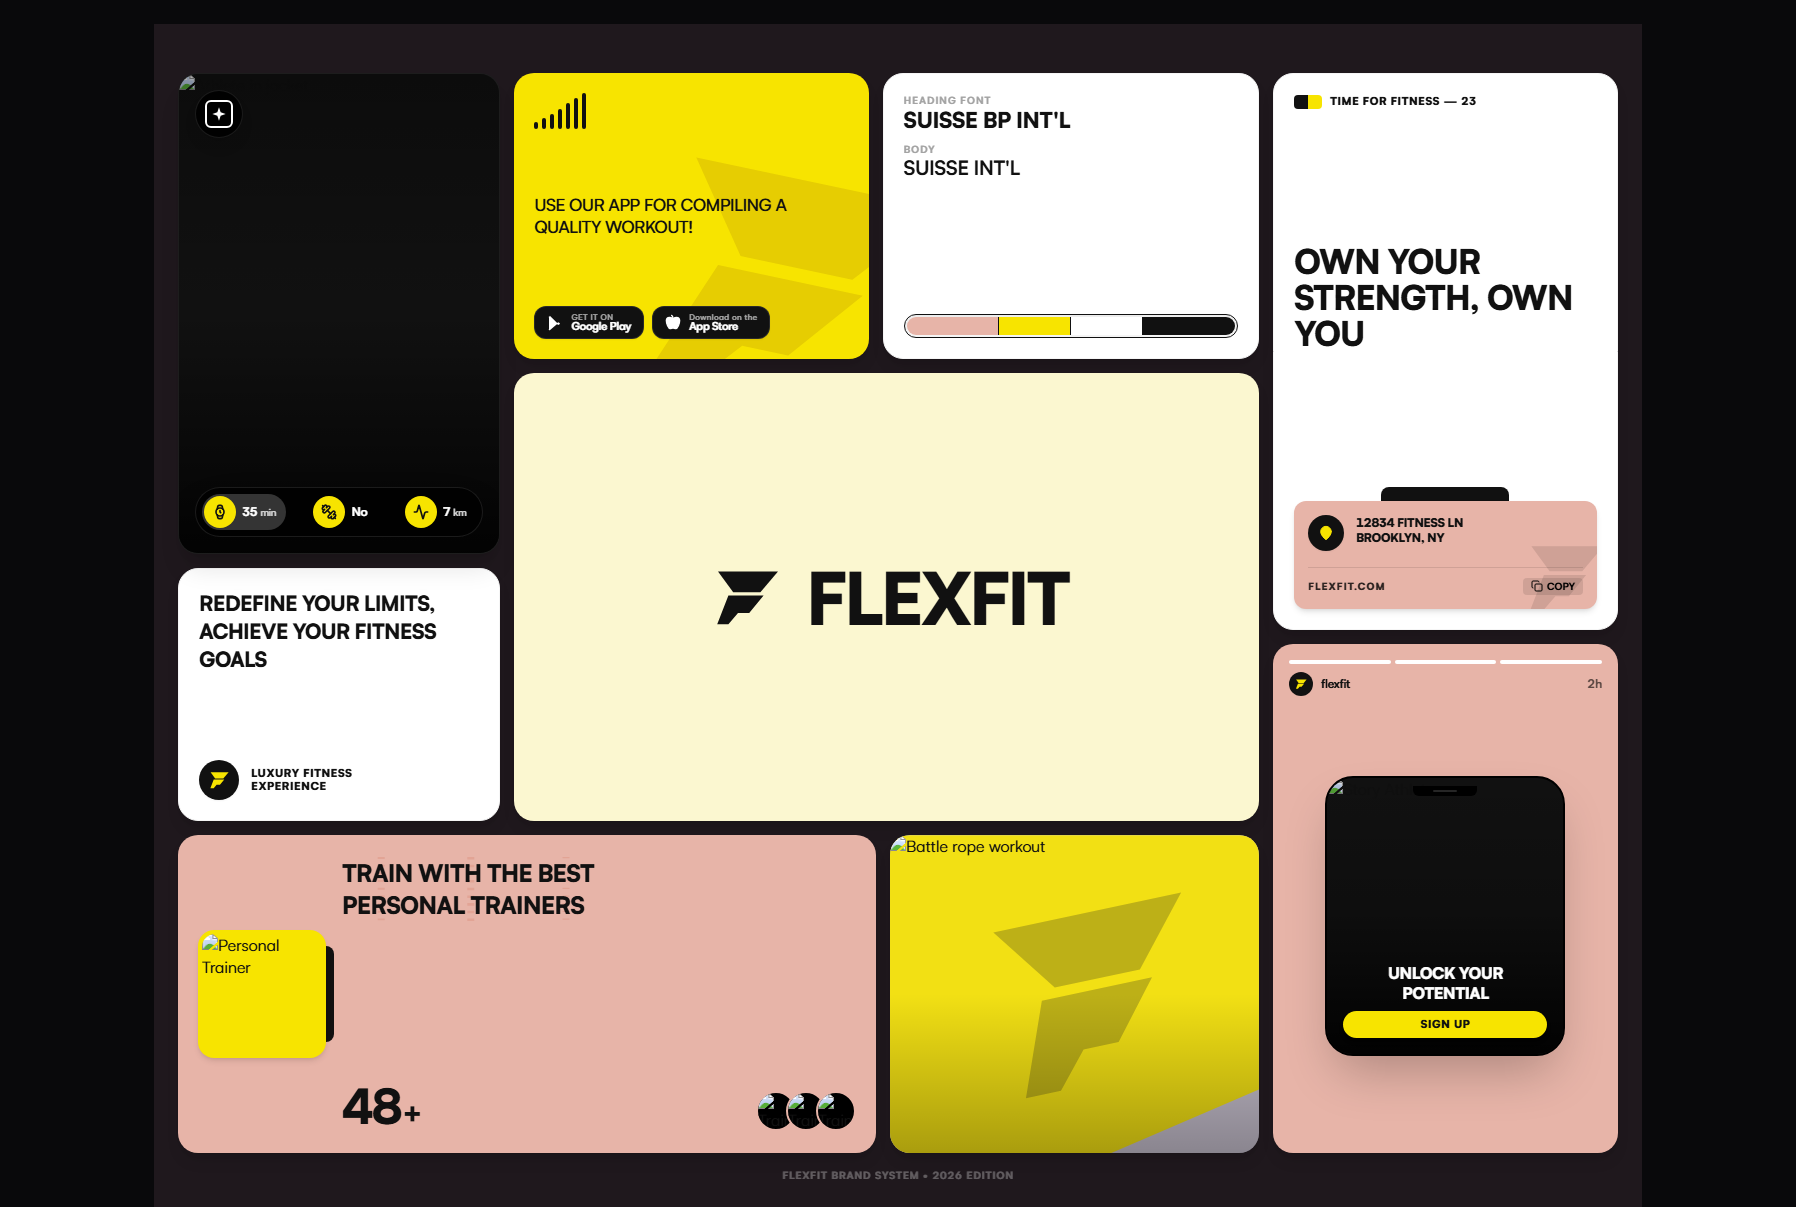 35 min
No
7 km
REDEFINE YOUR LIMITS,
ACHIEVE YOUR FITNESS
GOALS
LUXURY FITNESS
EXPERIENCE
USE OUR APP FOR COMPILING A
QUALITY WORKOUT!
GET IT ON
Google Play
Download on the
App Store
HEADING FONT
SUISSE BP INT'L
BODY
SUISSE INT'L
FLEXFIT
TIME FOR FITNESS — 23
OWN YOUR
STRENGTH, OWN
YOU
12834 FITNESS LN
BROOKLYN, NY
FLEXFIT.COM
COPY
flexfit
2h
UNLOCK YOUR
POTENTIAL
SIGN UP
TRAIN WITH THE BEST
PERSONAL TRAINERS
Personal
Trainer
48+
Battle rope workout
FLEXFIT BRAND SYSTEM • 2026 EDITION